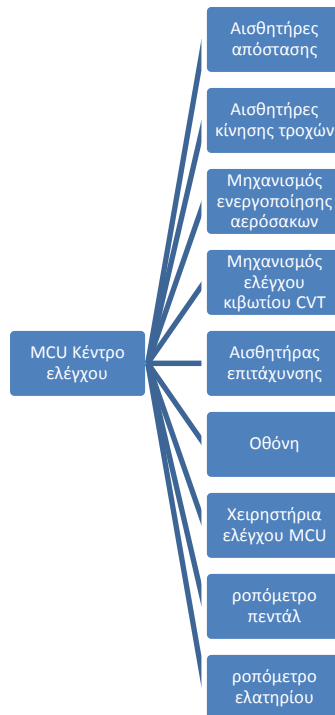 Αισθητήρες
απόστασης
Αισθητήρες
κίνησης τροχών
Μηχανισμός
ενεργοποίησης
αερόσακων
Μηχανισμός
ελέγχου
κιβωτίου CVT
MCU Κέντρο
ελέγχου
Αισθητήρας
επιτάχυνσης
Οθόνη
Χειρηστήρια
ελέγχου MCU
ροπόμετρο
πεντάλ
ροπόμετρο
ελατηρίου